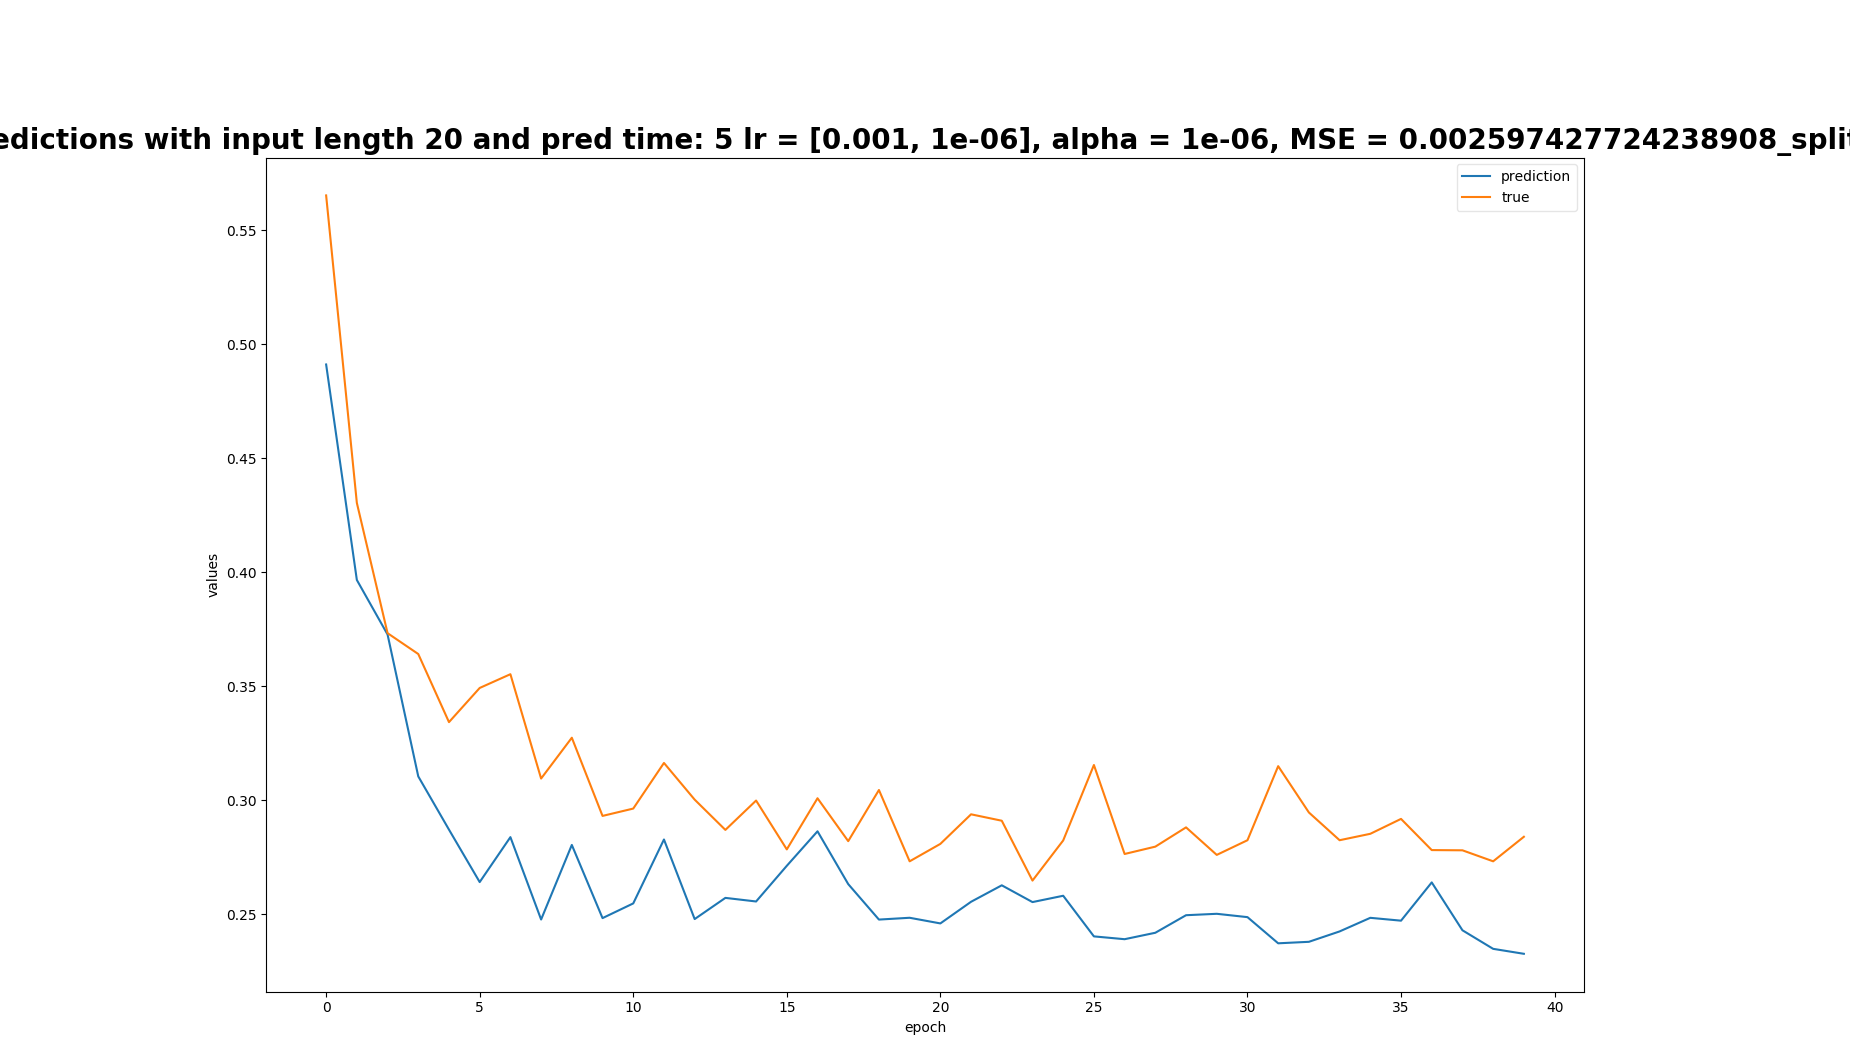 edictions with input length 20 and pred time: 5 lr = [0.001, 1e-06], alpha = 1e-06, MSE = 0.002597427724238908_split
prediction
true
0.55
0.50
0.45
0.40
0.35
0.30
0.25
values
0 5 10 15 20 25 30 35 40
epoch